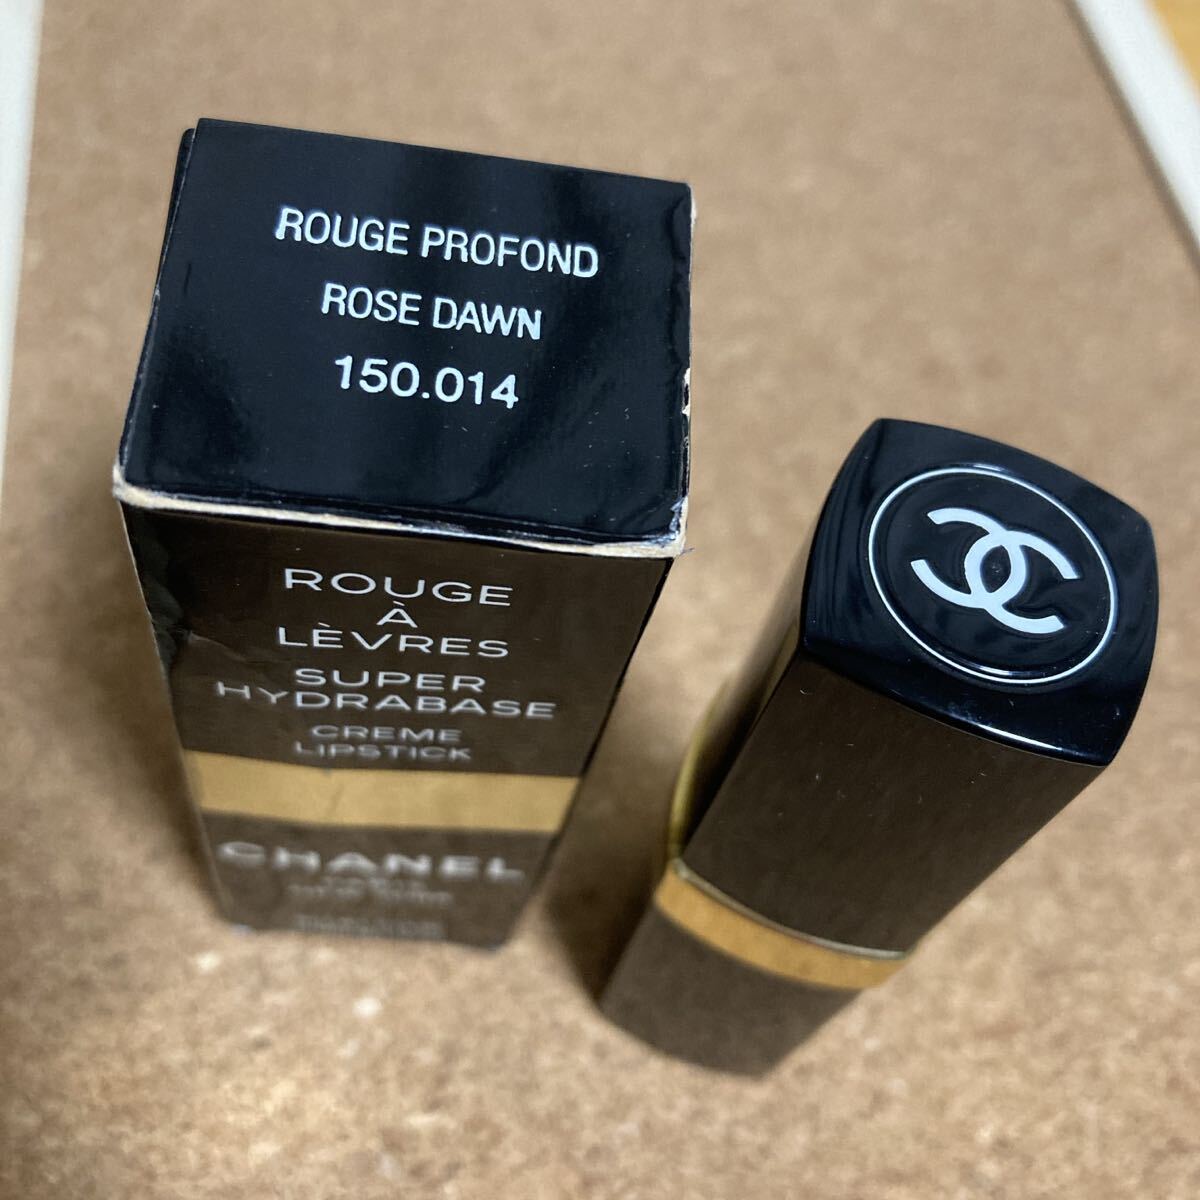 ROUGE PROFOND
ROSE DAWN
150.014
ROUGE
À
LÈVRES
SUPER
HYDRABASE
CREME
LIPSTICK
CHANEL